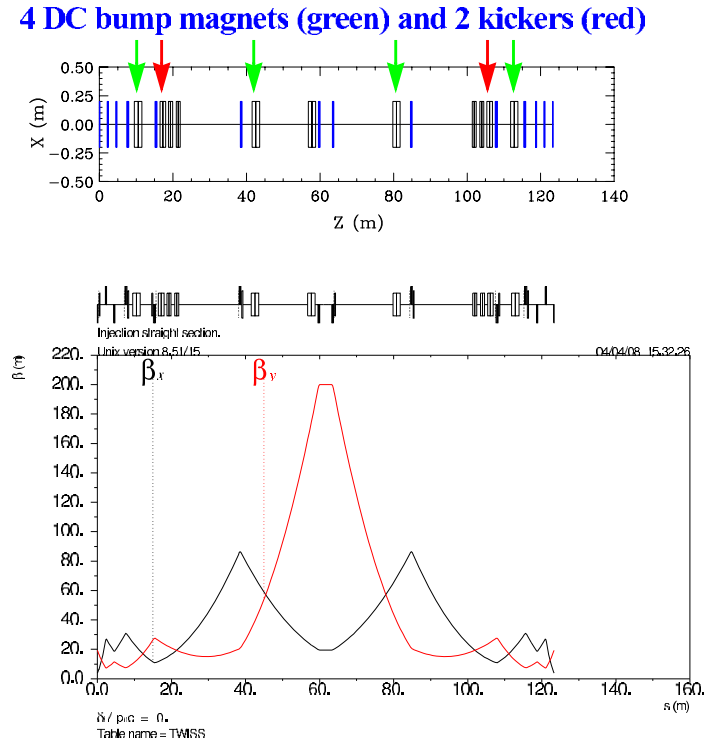 4 DC bump magnets (green) and 2 kickers (red)
0.50
0.25
0.00
−0.25
−0.50
X (m)
0 20 40 60 80 100 120 140
Z (m)
Injection straight section.
Unix version 8.51/15 04/04/08 15.32.26
β (m)
220.
200.
180.
160.
140.
120.
100.
80.
60.
40.
20.
0.0
βx βy
0.0 20. 40. 60. 80. 100. 120. 140. 160.
s (m)
δ/ p₀c = 0.
Table name = TWISS